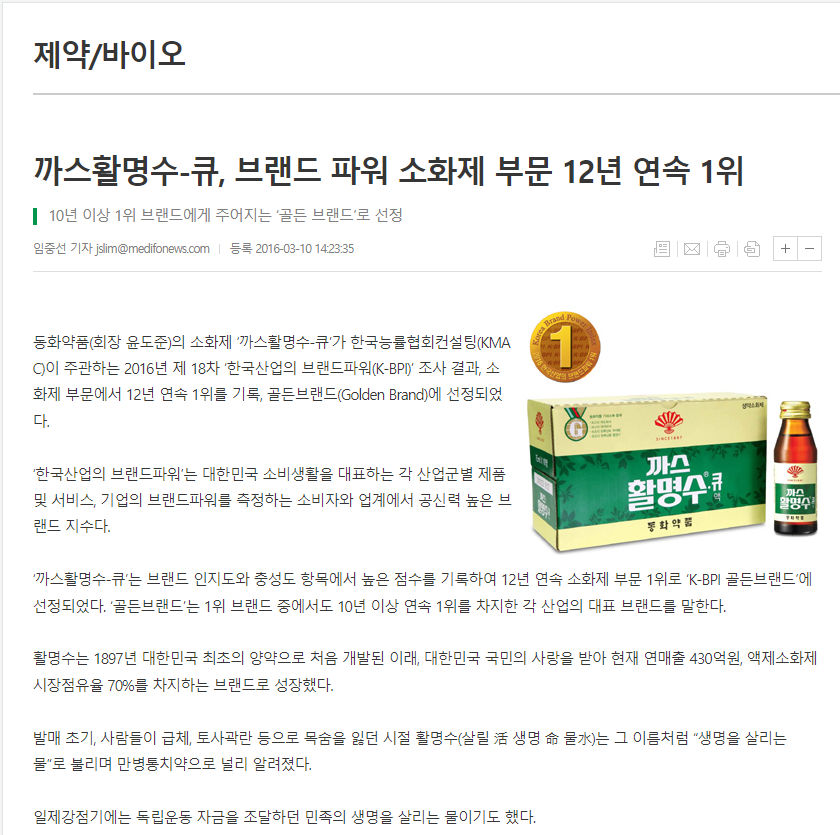 제약/바이오
까스활명수-큐, 브랜드 파워 소화제 부문 12년 연속 1위
10년 이상 1위 브랜드에게 주어지는 '골든 브랜드'로 선정
임중선 기자 jslim@medifonews.com 등록 2016-03-10 14:23:35
동화약품(회장 윤도준)의 소화제 '까스활명수-큐'가 한국능률협회컨설팅(KMA
C)이 주관하는 2016년 제 18차 '한국산업의 브랜드파워(K-BPI)' 조사 결과, 소
화제 부문에서 12년 연속 1위를 기록, 골든브랜드(Golden Brand)에 선정되었
다.
'한국산업의 브랜드파워'는 대한민국 소비생활을 대표하는 각 산업군별 제품
및 서비스, 기업의 브랜드파워를 측정하는 소비자와 업계에서 공신력 높은 브
랜드 지수다.
Korea Brand Power Index
1
생약소화제
SINCE1897
까스
활명수®큐
액
동화약품
까스
활명수큐
동화약품
'까스활명수-큐'는 브랜드 인지도와 충성도 항목에서 높은 점수를 기록하여 12년 연속 소화제 부문 1위로 'K-BPI 골든브랜드'에
선정되었다. '골든브랜드'는 1위 브랜드 중에서도 10년 이상 연속 1위를 차지한 각 산업의 대표 브랜드를 말한다.
활명수는 1897년 대한민국 최초의 양약으로 처음 개발된 이래, 대한민국 국민의 사랑을 받아 현재 연매출 430억원, 액제소화제
시장점유율 70%를 차지하는 브랜드로 성장했다.
발매 초기, 사람들이 급체, 토사곽란 등으로 목숨을 잃던 시절 활명수(살릴 活 생명 命 물水)는 그 이름처럼 "생명을 살리는
물"로 불리며 만병통치약으로 널리 알려졌다.
일제강점기에는 독립운동 자금을 조달하던 민족의 생명을 살리는 물이기도 했다.